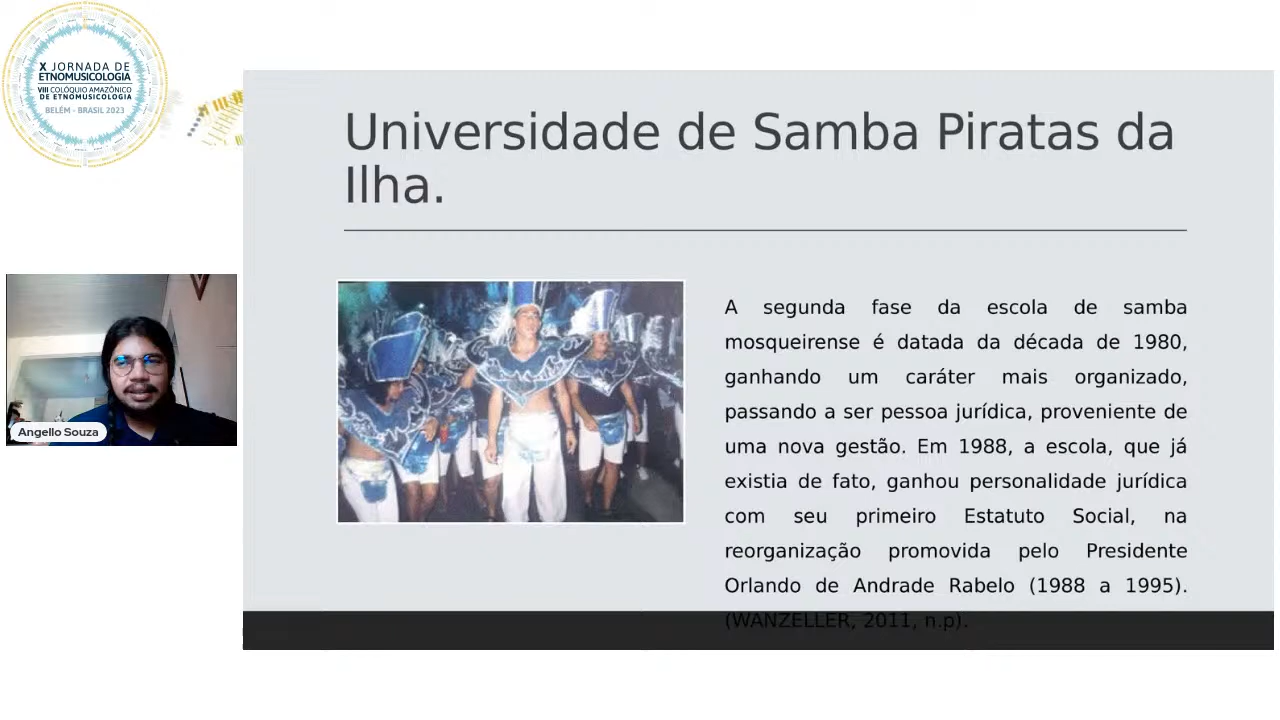 X JORNADA DE
ETNOMUSICOLOGIA
VIII COLÓQUIO AMAZÔNICO
DE ETNOMUSICOLOGIA
BELÉM - BRASIL 2023
Universidade de Samba Piratas da
Ilha.
A segunda fase da escola de samba
mosqueirense é datada da década de 1980,
ganhando um caráter mais organizado,
passando a ser pessoa jurídica, proveniente de
uma nova gestão. Em 1988, a escola, que já
existia de fato, ganhou personalidade jurídica
com seu primeiro Estatuto Social, na
reorganização promovida pelo Presidente
Orlando de Andrade Rabelo (1988 a 1995).
(WANZELLER, 2011, n.p).
Angello Souza